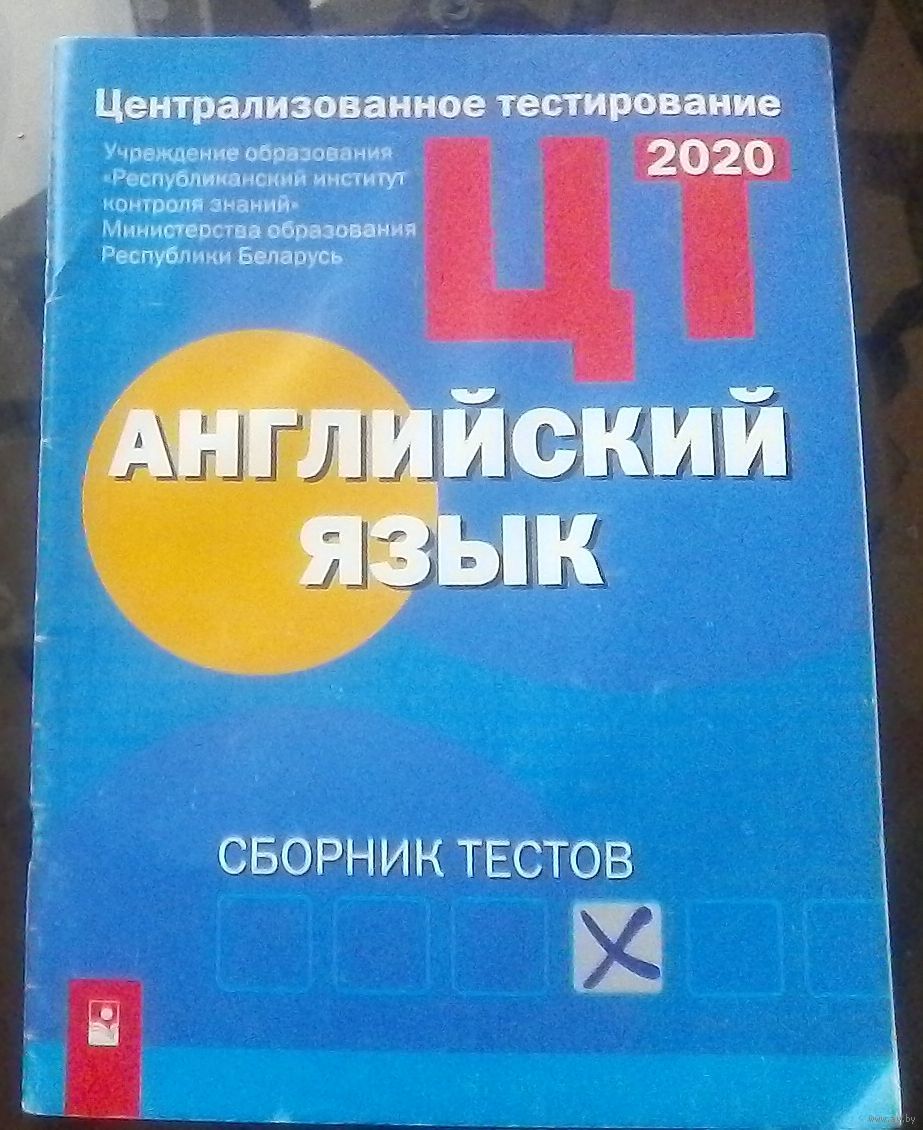 Централизованное тестирование
Учреждение образования
«Республиканский институт
контроля знаний»
Министерства образования
Республики Беларусь
ЦТ
2020
АНГЛИЙСКИЙ
ЯЗЫК
СБОРНИК ТЕСТОВ
X